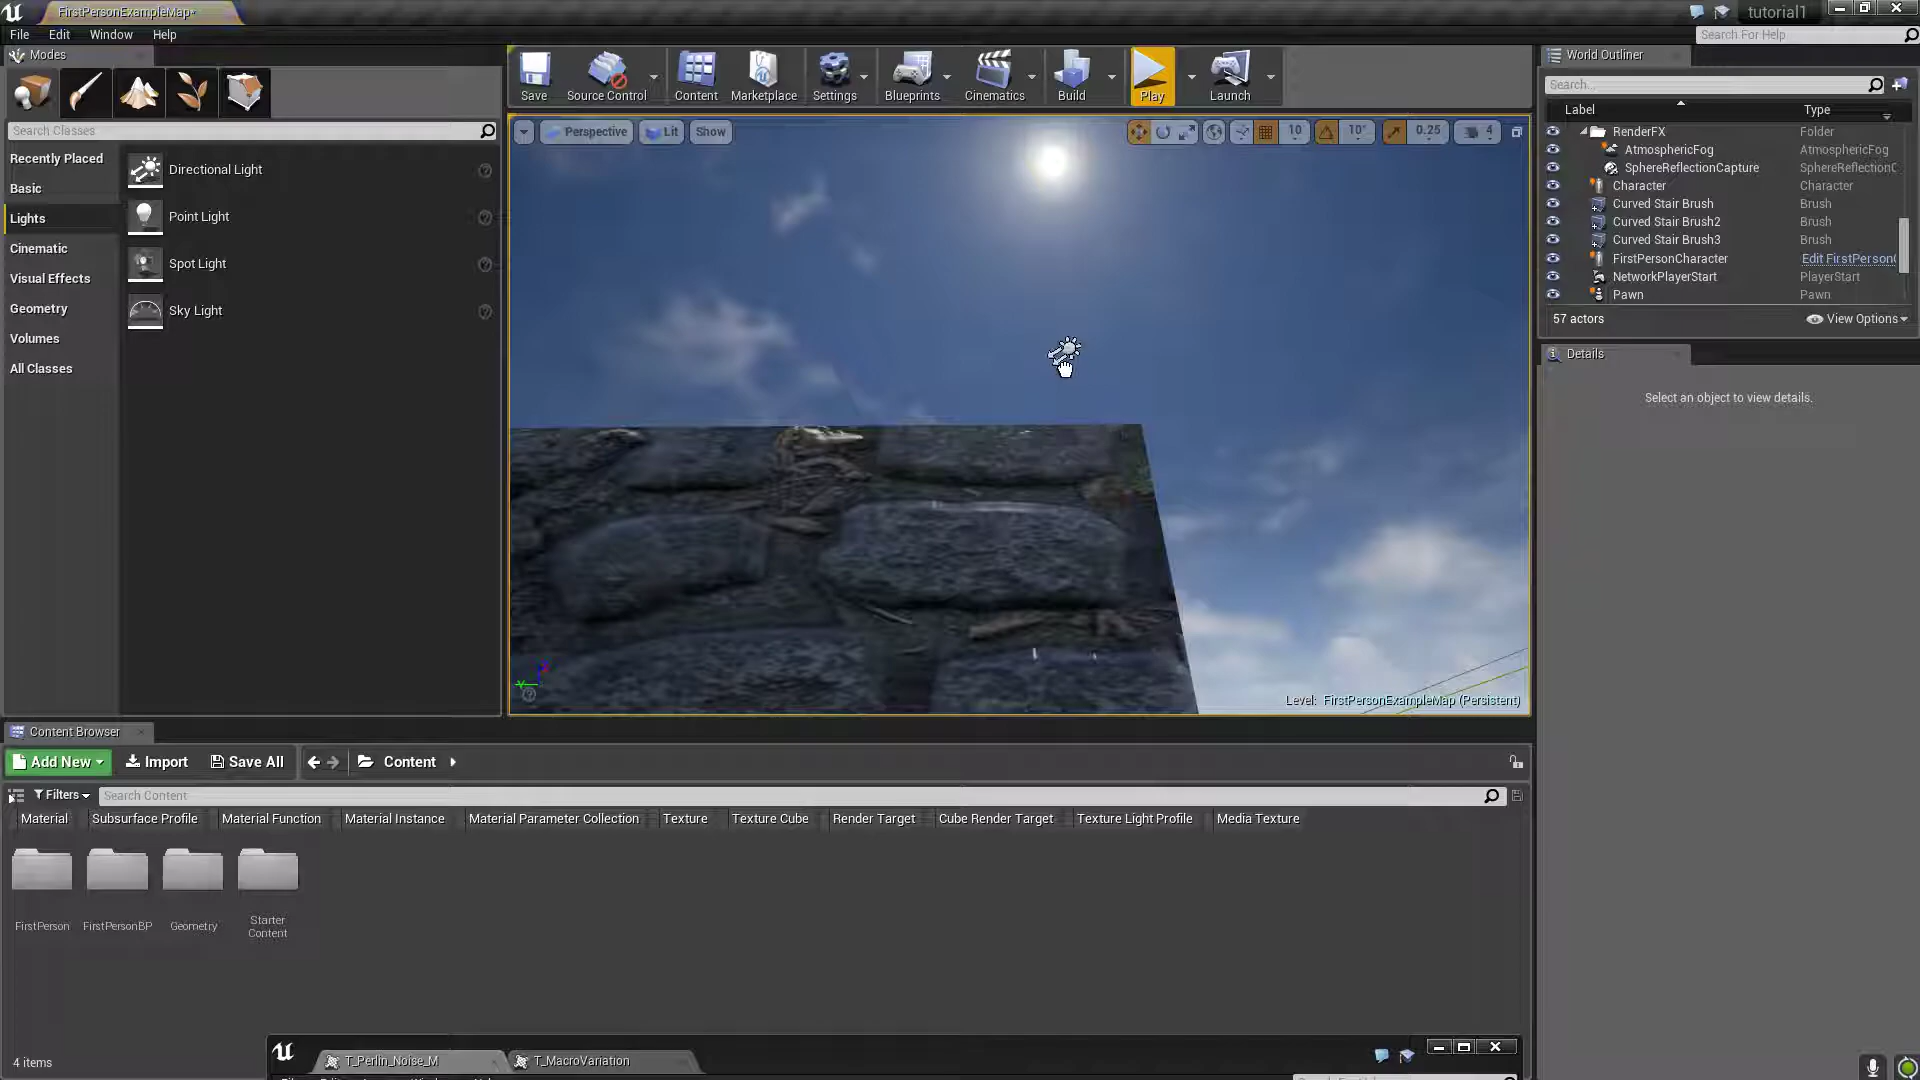 FirstPersonExampleMap*
tutorial1
File Edit Window Help
Search For Help
Modes
Search Classes
Recently Placed
Basic
Lights
Cinematic
Visual Effects
Geometry
Volumes
All Classes
Directional Light
Point Light
Spot Light
Sky Light
Save Source Control Content Marketplace Settings Blueprints Cinematics Build Play Launch
Perspective Lit Show
10 10° 0.25 4
Level: FirstPersonExampleMap (Persistent)
World Outliner
Search...
Label Type
RenderFX Folder
AtmosphericFog AtmosphericFog
SphereReflectionCapture SphereReflectionC
Character Character
Curved Stair Brush Brush
Curved Stair Brush2 Brush
Curved Stair Brush3 Brush
FirstPersonCharacter Edit FirstPersonC
NetworkPlayerStart PlayerStart
Pawn Pawn
57 actors View Options
Details
Select an object to view details.
Content Browser
Add New Import Save All Content
Filters Search Content
Material Subsurface Profile Material Function Material Instance Material Parameter Collection Texture Texture Cube Render Target Cube Render Target Texture Light Profile Media Texture
FirstPerson FirstPersonBP Geometry Starter Content
4 items
T_Perlin_Noise_M T_MacroVariation